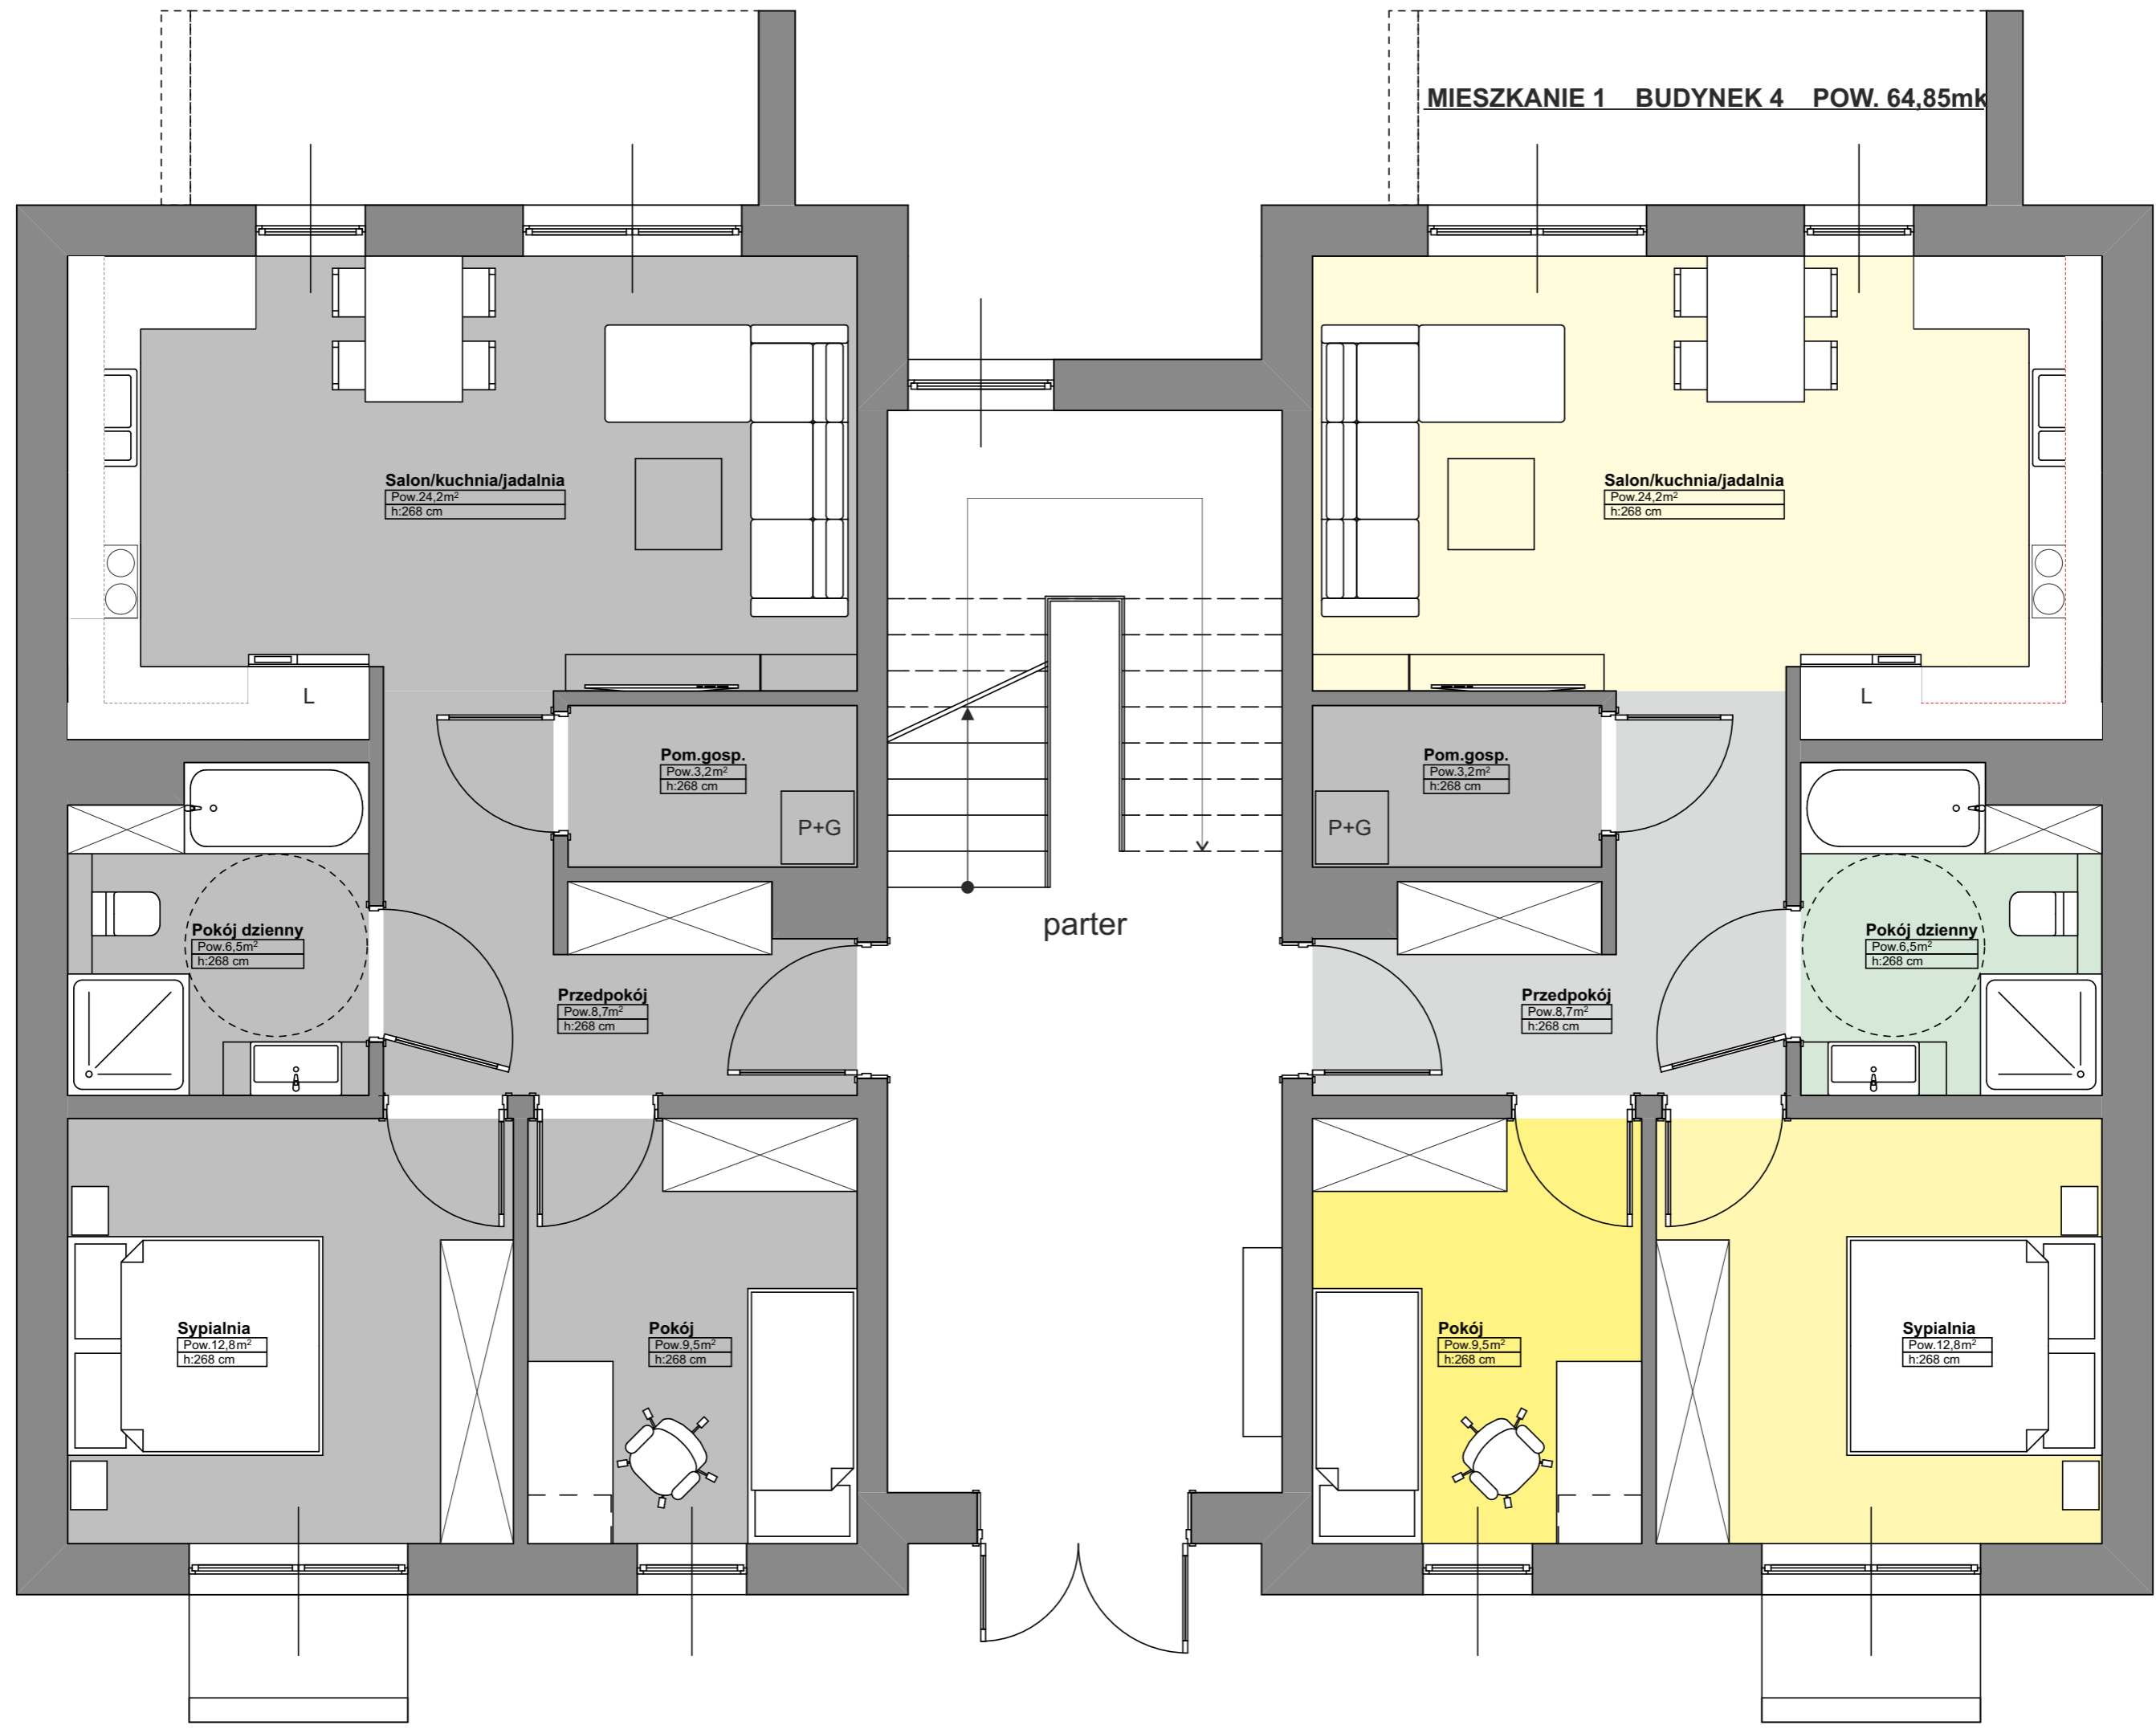 MIESZKANIE 1 BUDYNEK 4 POW. 64,85mk
Salon/kuchnia/jadalnia
Pow.24,2m²
h:268 cm
Salon/kuchnia/jadalnia
Pow.24,2m²
h:268 cm
L
L
Pom.gosp.
Pow.3,2m²
h:268 cm
P+G
Pom.gosp.
Pow.3,2m²
h:268 cm
P+G
parter
Pokój dzienny
Pow.6,5m²
h:268 cm
Pokój dzienny
Pow.6,5m²
h:268 cm
Przedpokój
Pow.8,7m²
h:268 cm
Przedpokój
Pow.8,7m²
h:268 cm
Sypialnia
Pow.12,8m²
h:268 cm
Pokój
Pow.9,5m²
h:268 cm
Pokój
Pow.9,5m²
h:268 cm
Sypialnia
Pow.12,8m²
h:268 cm